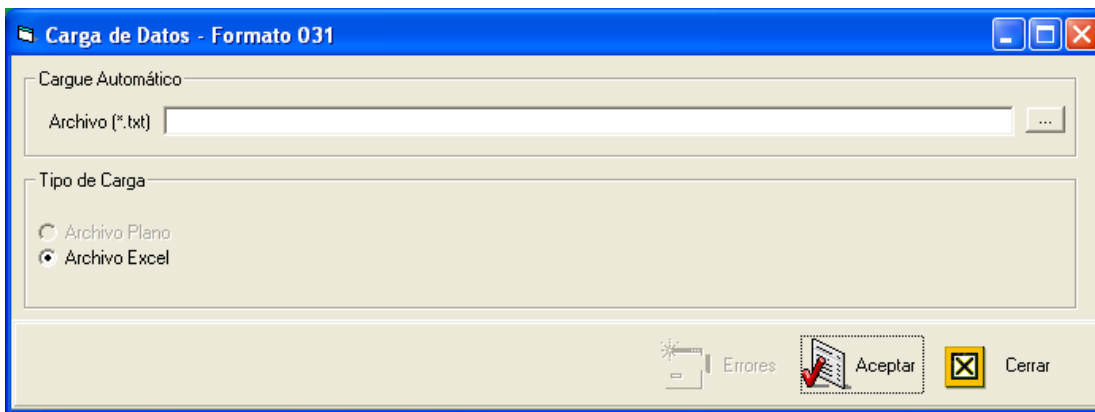 Carga de Datos - Formato 031
Cargue Automático
Archivo (*.txt) ...
Tipo de Carga
Archivo Plano
Archivo Excel
Errores Aceptar Cerrar